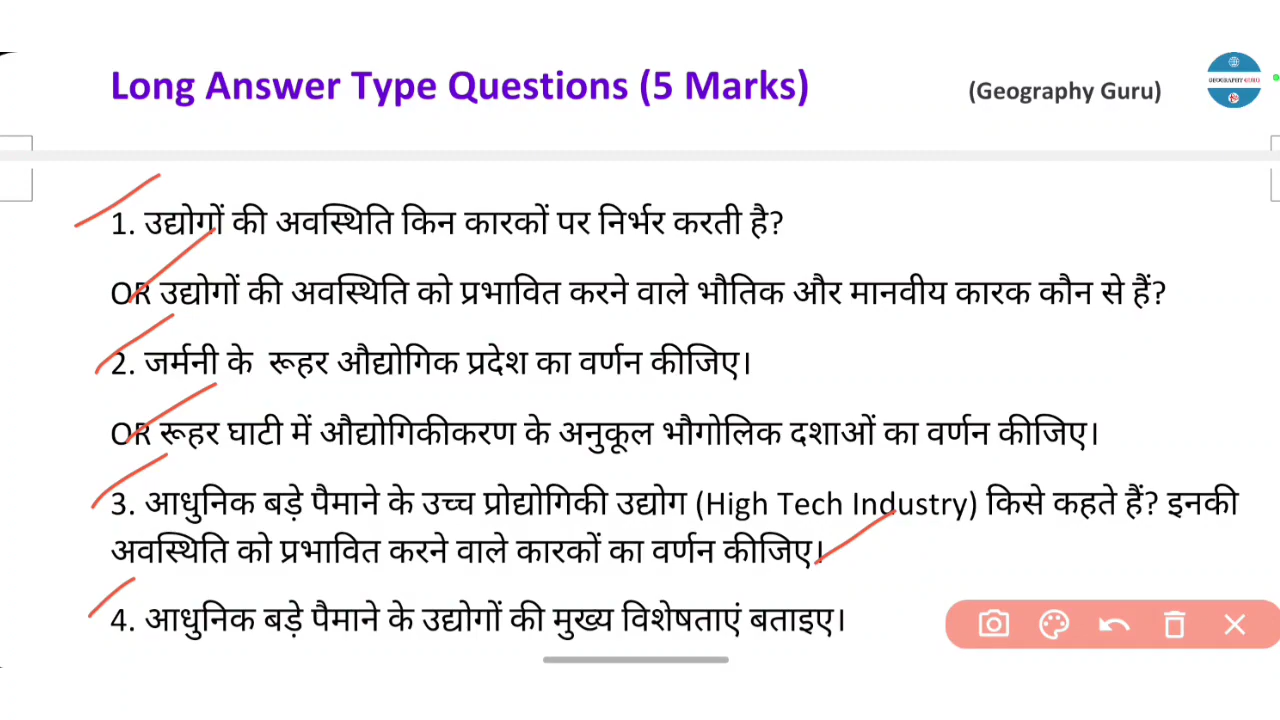 Long Answer Type Questions (5 Marks)
(Geography Guru)
GEOGRAPHY GURU
1. उद्योगों की अवस्थिति किन कारकों पर निर्भर करती है?
OR उद्योगों की अवस्थिति को प्रभावित करने वाले भौतिक और मानवीय कारक कौन से हैं?
2. जर्मनी के रूहर औद्योगिक प्रदेश का वर्णन कीजिए।
OR रूहर घाटी में औद्योगिकीकरण के अनुकूल भौगोलिक दशाओं का वर्णन कीजिए।
3. आधुनिक बड़े पैमाने के उच्च प्रोद्योगिकी उद्योग (High Tech Industry) किसे कहते हैं? इनकी
अवस्थिति को प्रभावित करने वाले कारकों का वर्णन कीजिए।
4. आधुनिक बड़े पैमाने के उद्योगों की मुख्य विशेषताएं बताइए।